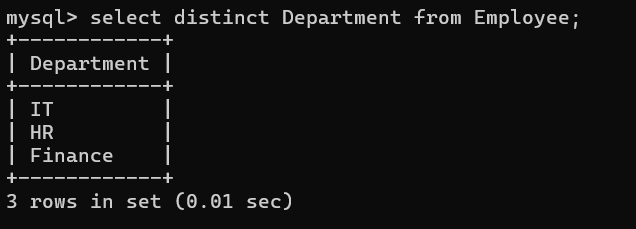 mysql> select distinct Department from Employee;
+------------+
| Department |
+------------+
| IT         |
| HR         |
| Finance    |
+------------+
3 rows in set (0.01 sec)